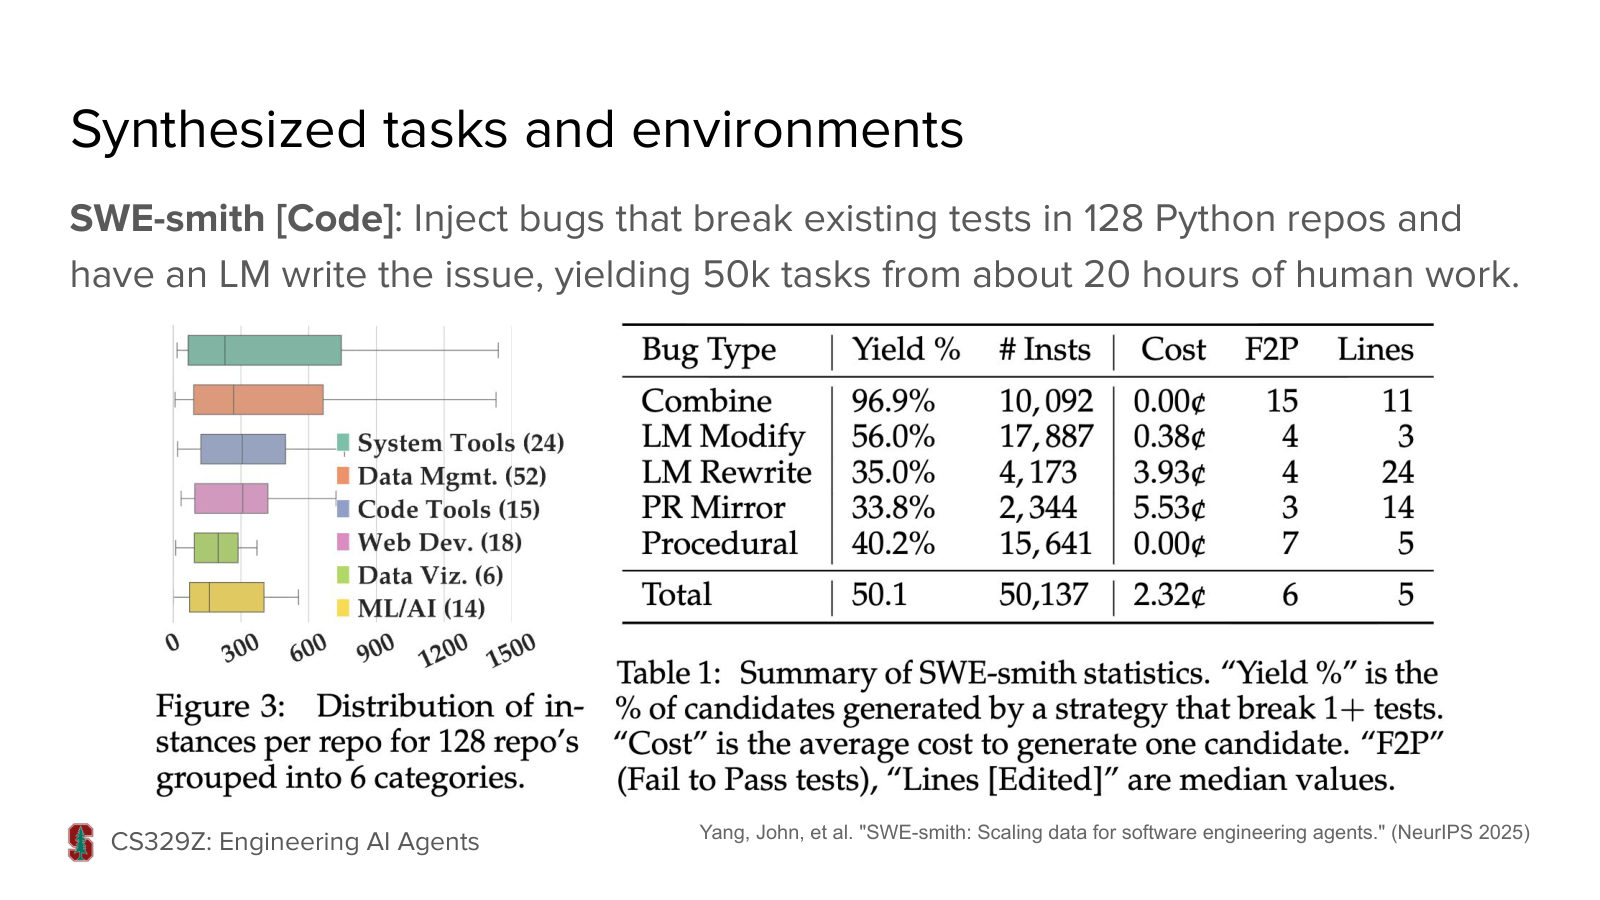 Synthesized tasks and environments
SWE-smith [Code]: Inject bugs that break existing tests in 128 Python repos and
have an LM write the issue, yielding 50k tasks from about 20 hours of human work.
System Tools (24)
Data Mgmt. (52)
Code Tools (15)
Web Dev. (18)
Data Viz. (6)
ML/AI (14)
0 300 600 900 1200 1500
Figure 3: Distribution of in-
stances per repo for 128 repo's
grouped into 6 categories.
Bug Type Yield % # Insts Cost F2P Lines
Combine 96.9% 10,092 0.00¢ 15 11
LM Modify 56.0% 17,887 0.38¢ 4 3
LM Rewrite 35.0% 4,173 3.93¢ 4 24
PR Mirror 33.8% 2,344 5.53¢ 3 14
Procedural 40.2% 15,641 0.00¢ 7 5
Total 50.1 50,137 2.32¢ 6 5
Table 1: Summary of SWE-smith statistics. "Yield %" is the
% of candidates generated by a strategy that break 1+ tests.
"Cost" is the average cost to generate one candidate. "F2P"
(Fail to Pass tests), "Lines [Edited]" are median values.
CS329Z: Engineering AI Agents
Yang, John, et al. "SWE-smith: Scaling data for software engineering agents." (NeurIPS 2025)